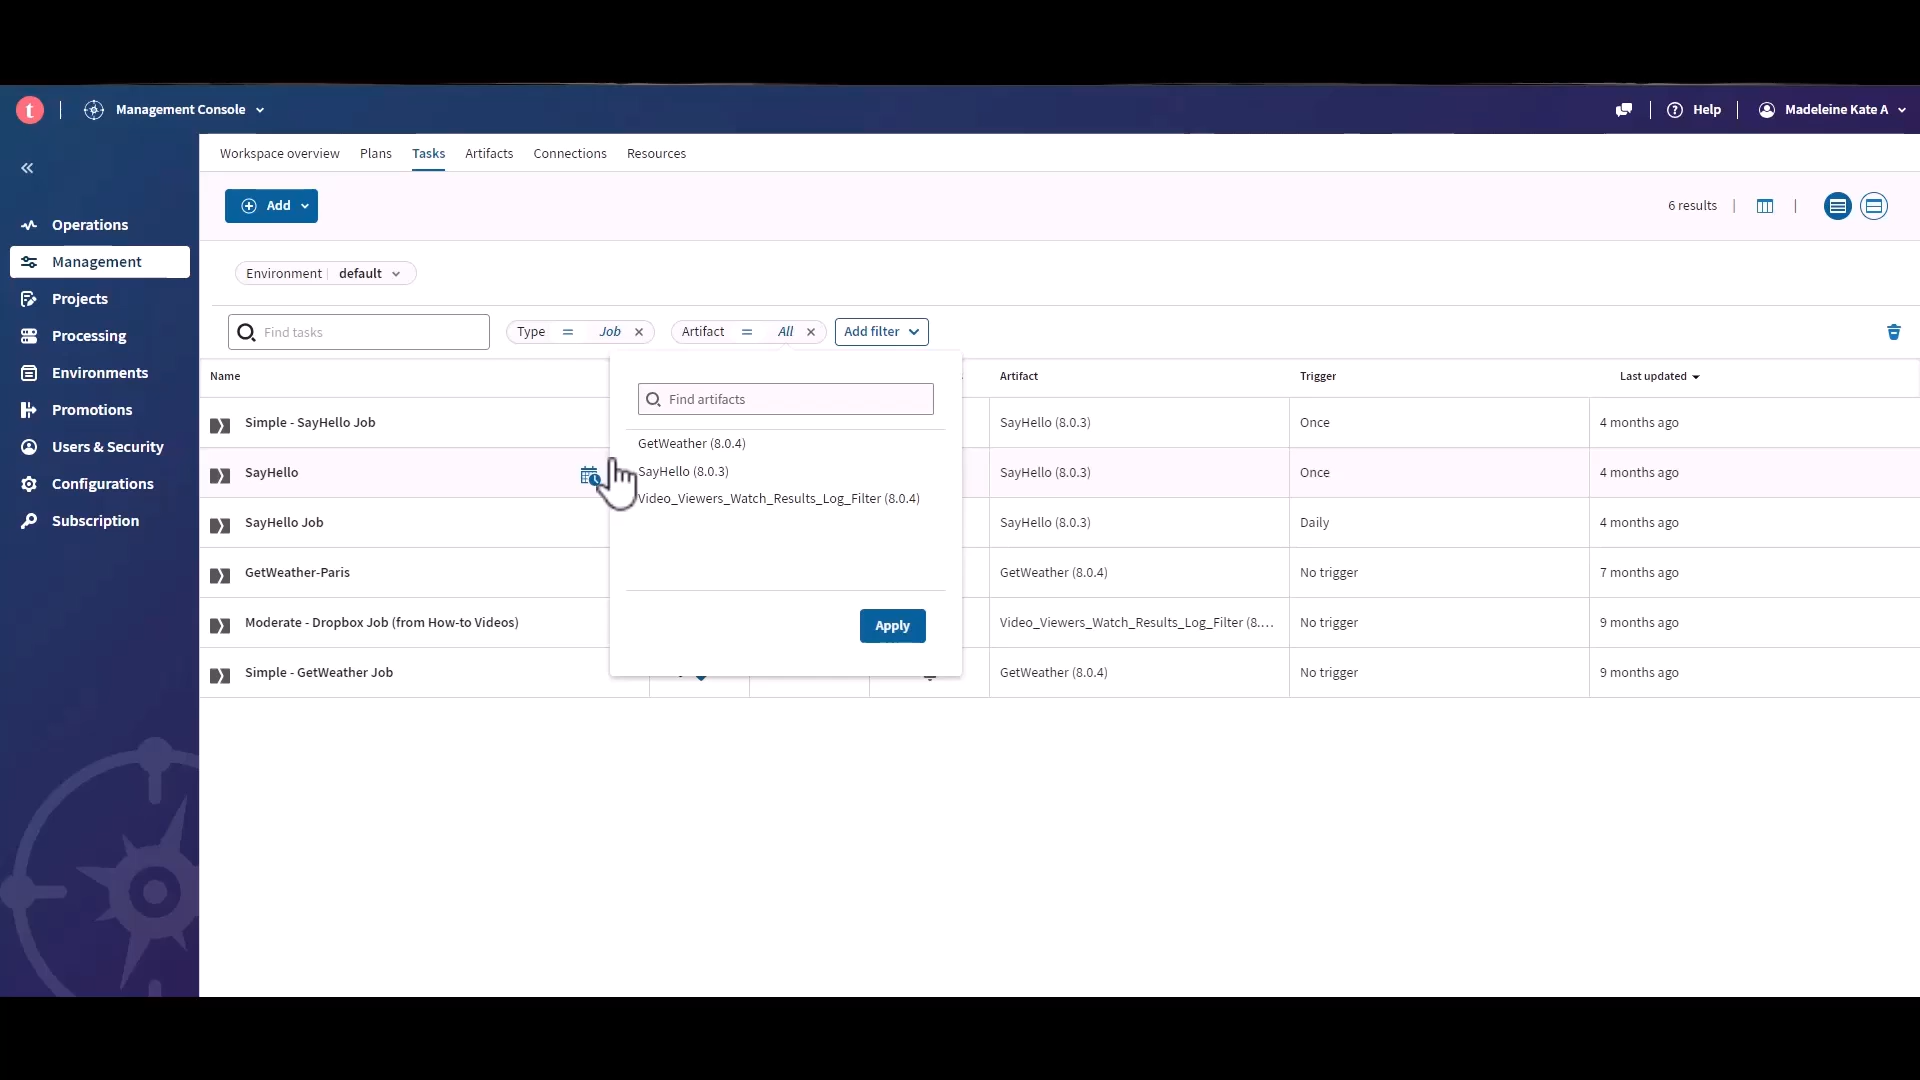 t
Management Console
Help
Madeleine Kate A
Workspace overview Plans Tasks Artifacts Connections Resources
Operations
Management
Projects
Processing
Environments
Promotions
Users & Security
Configurations
Subscription
Add
6 results
Environment default
Find tasks
Type = Job
Artifact = All
Add filter
Name Artifact Trigger Last updated
Find artifacts
GetWeather (8.0.4)
SayHello (8.0.3)
Video_Viewers_Watch_Results_Log_Filter (8.0.4)
Apply
Simple - SayHello Job SayHello (8.0.3) Once 4 months ago
SayHello SayHello (8.0.3) Once 4 months ago
SayHello Job SayHello (8.0.3) Daily 4 months ago
GetWeather-Paris GetWeather (8.0.4) No trigger 7 months ago
Moderate - Dropbox Job (from How-to Videos) Video_Viewers_Watch_Results_Log_Filter (8.... No trigger 9 months ago
Simple - GetWeather Job GetWeather (8.0.4) No trigger 9 months ago